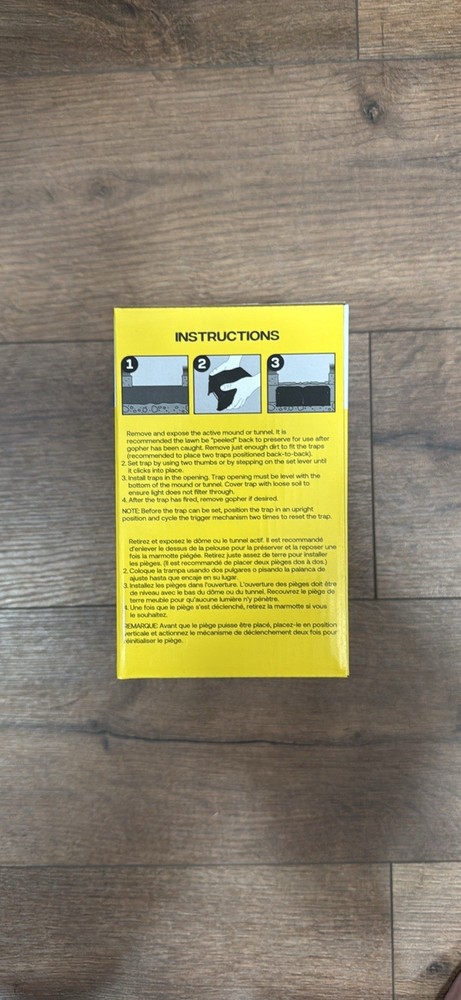 INSTRUCTIONS
1
2
3
Remove and expose the active mound or tunnel. It is
recommended the lawn be "peeled" back to preserve for use after
gopher has been caught. Remove just enough dirt to fit the traps
(recommended to place two traps positioned back-to-back).
2. Set trap by using two thumbs or by stepping on the set lever until
it clicks into place.
3. Install traps in the opening. Trap opening must be level with the
bottom of the mound or tunnel. Cover trap with loose soil to
ensure light does not filter through.
4. After the trap has fired, remove gopher if desired.
NOTE: Before the trap can be set, position the trap in an upright
position and cycle the trigger mechanism two times to reset the trap.
Retirez et exposez le dôme ou le tunnel actif. Il est recommandé
d'enlever le dessus de la pelouse pour la préserver et la reposer une
fois la marmotte piégée. Retirez juste assez de terre pour installer
les pièges. (il est recommandé de placer deux pièges dos à dos.)
2. Coloque la trampa usando dos pulgares o pisando la palanca de
ajuste hasta que encaje en su lugar.
3. Installez les pièges dans l'ouverture. L'ouverture des pièges doit être
de niveau avec le bas du dôme ou du tunnel. Recouvrez le piège de
terre meuble pour qu'aucune lumière n'y pénètre.
4. Une fois que le piège s'est déclenché, retirez la marmotte si vous
le souhaitez.
REMARQUE: Avant que le piège puisse être placé, placez-le en position
verticale et actionnez le mécanisme de déclenchement deux fois pour
réinitialiser le piège.